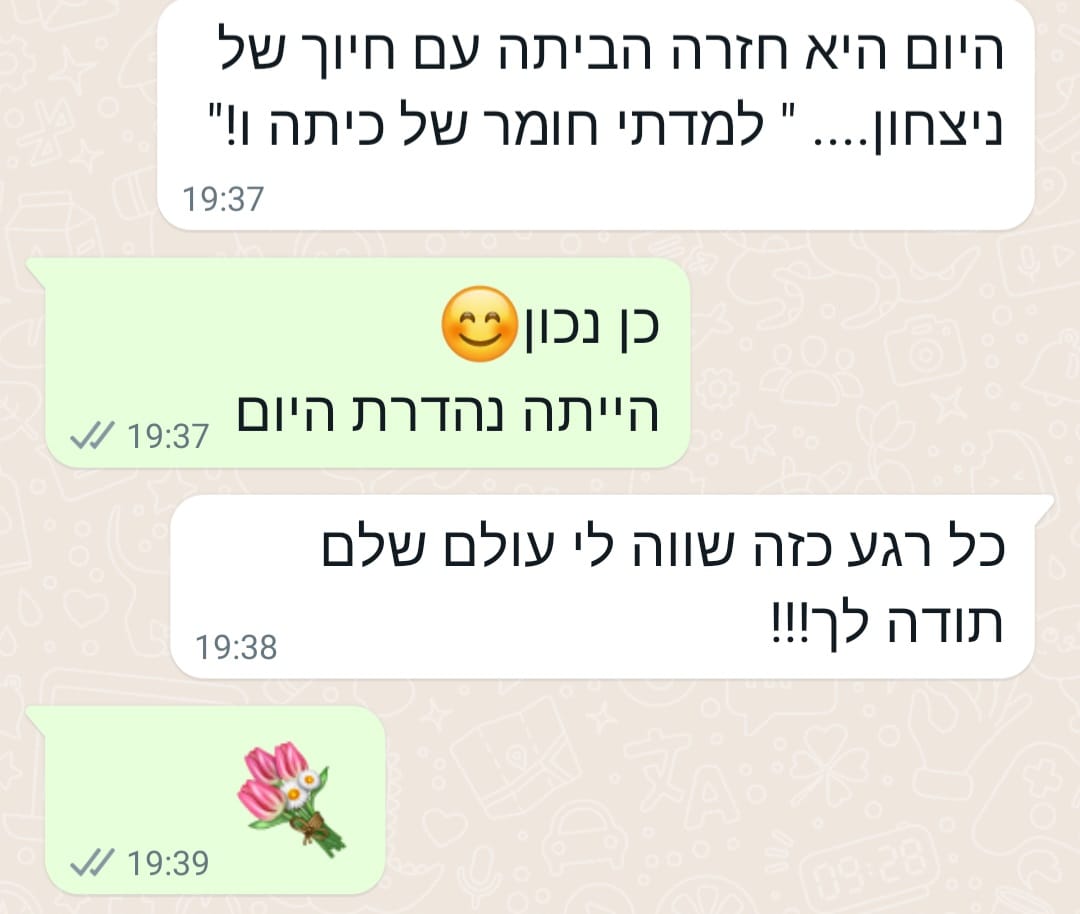 היום היא חזרה הביתה עם חיוך של
ניצחון.... " למדתי חומר של כיתה ו!"
19:37
כן נכון😊
הייתה נהדרת היום
19:37
כל רגע כזה שווה לי עולם שלם
תודה לך!!!
19:38
💐
19:39